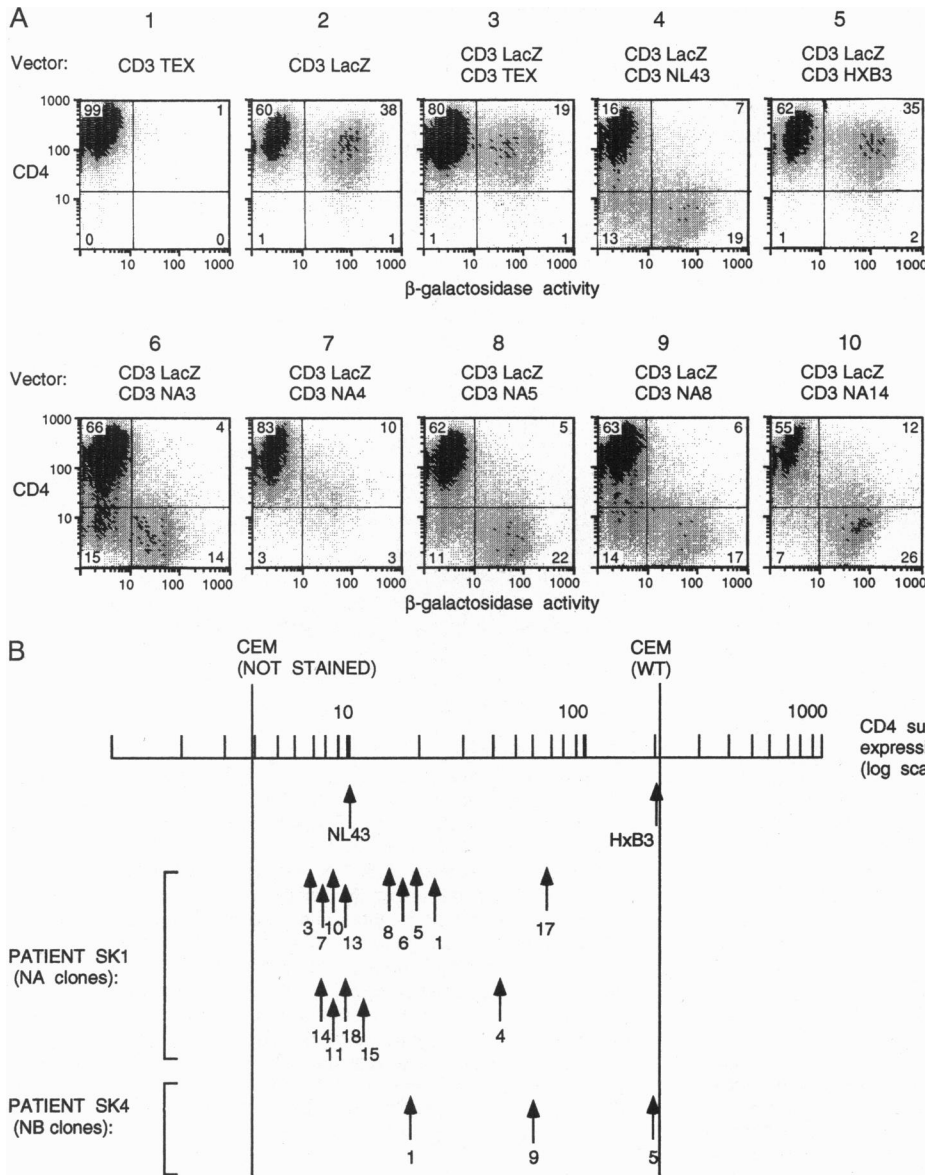 A
1 2 3 4 5
Vector: CD3 TEX CD3 LacZ CD3 LacZ CD3 LacZ CD3 LacZ
CD3 TEX CD3 NL43 CD3 HXB3
1000 99 1 60 38 80 19 16 7 62 35
100
CD4
10
0 0 1 1 1 1 13 19 1 2
10 100 1000 10 100 1000 10 100 1000 10 100 1000 10 100 1000
β-galactosidase activity
6 7 8 9 10
Vector: CD3 LacZ CD3 LacZ CD3 LacZ CD3 LacZ CD3 LacZ
CD3 NA3 CD3 NA4 CD3 NA5 CD3 NA8 CD3 NA14
1000 66 4 83 10 62 5 63 6 55 12
100
CD4
10
15 14 3 3 11 22 14 17 7 26
10 100 1000 10 100 1000 10 100 1000 10 100 1000 10 100 1000
β-galactosidase activity
B
CEM CEM
(NOT STAINED) (WT)
10 100 1000
CD4 su
expressi
(log sca
NL43 HxB3
3 10 8 5 17
7 13 6 1
PATIENT SK1
(NA clones):
14 18 4
11 15
PATIENT SK4
(NB clones):
1 9 5